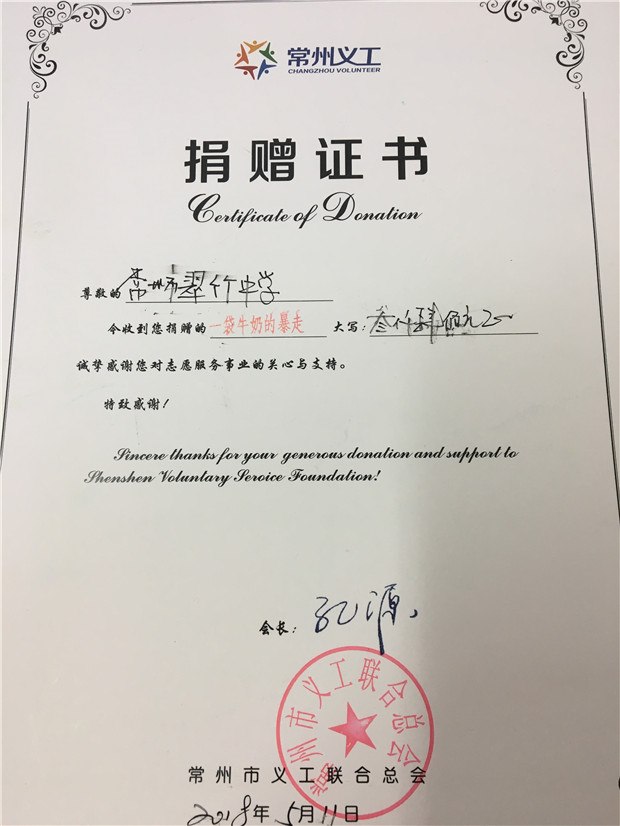 常州义工
CHANGZHOU VOLUNTEER
捐赠证书
Certificate of Donation
尊敬的 翠竹中学
今收到您捐赠的 一袋牛奶的暴走 大写:
诚挚感谢您对志愿服务事业的关心与支持。
特致感谢!
Sincere thanks for your generous donation and support to
Shenshen Voluntary Seroice Foundation!
会长: 孔源
常州市义工联合总会
常州市义工联合总会
2018年5月11日